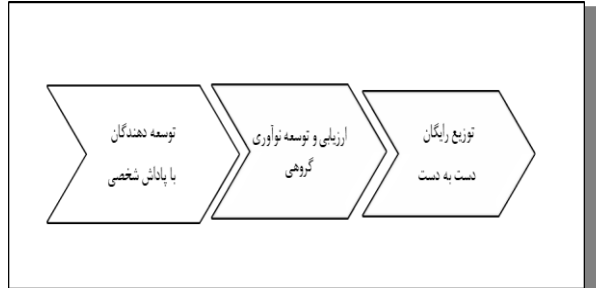 توسعه دهندگان
با پاداش شخصی
ارزیابی و توسعه نوآوری
گروهی
توزیع رایگان
دست به دست